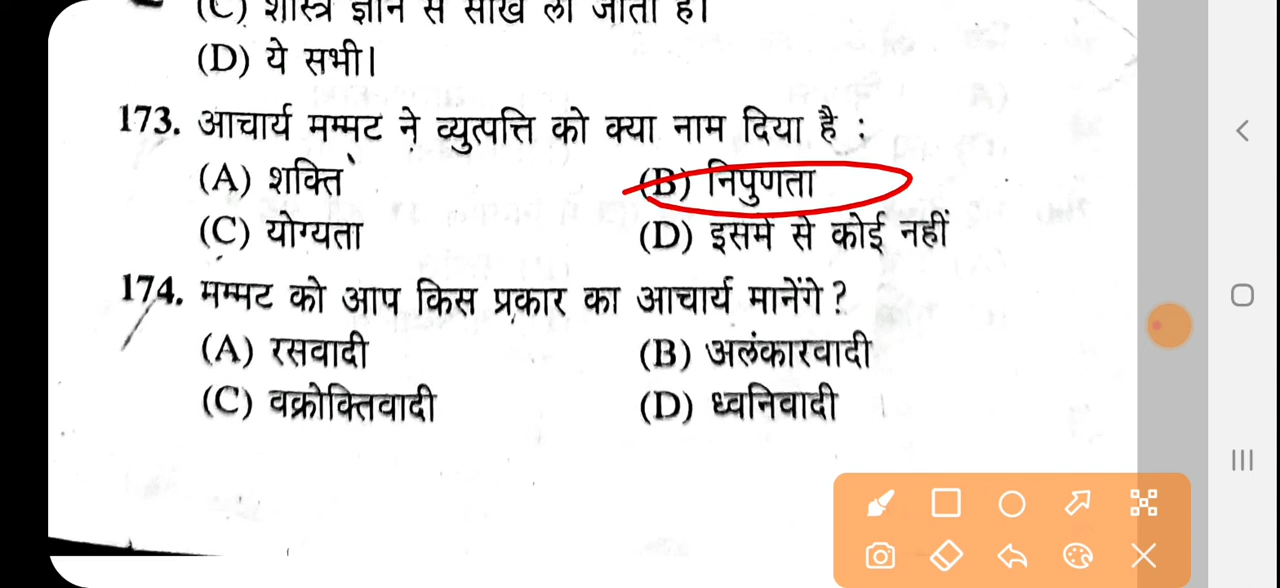 (C) शास्त्र ज्ञान से सीख ली जाती है।
(D) ये सभी।
173. आचार्य मम्मट ने व्युत्पत्ति को क्या नाम दिया है :
(A) शक्ति (B) निपुणता
(C) योग्यता (D) इसमें से कोई नहीं
174. मम्मट को आप किस प्रकार का आचार्य मानेंगे ?
(A) रसवादी (B) अलंकारवादी
(C) वक्रोक्तिवादी (D) ध्वनिवादी